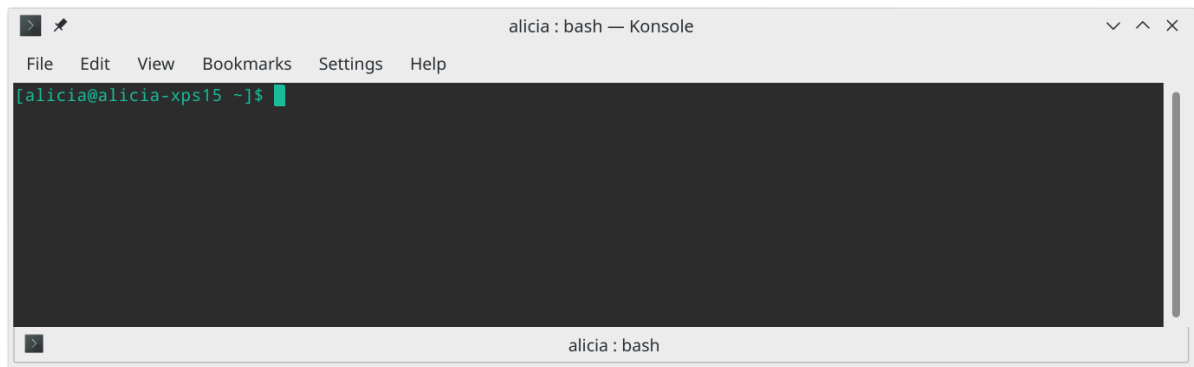 alicia : bash — Konsole
File Edit View Bookmarks Settings Help
[alicia@alicia-xps15 ~]$
alicia : bash